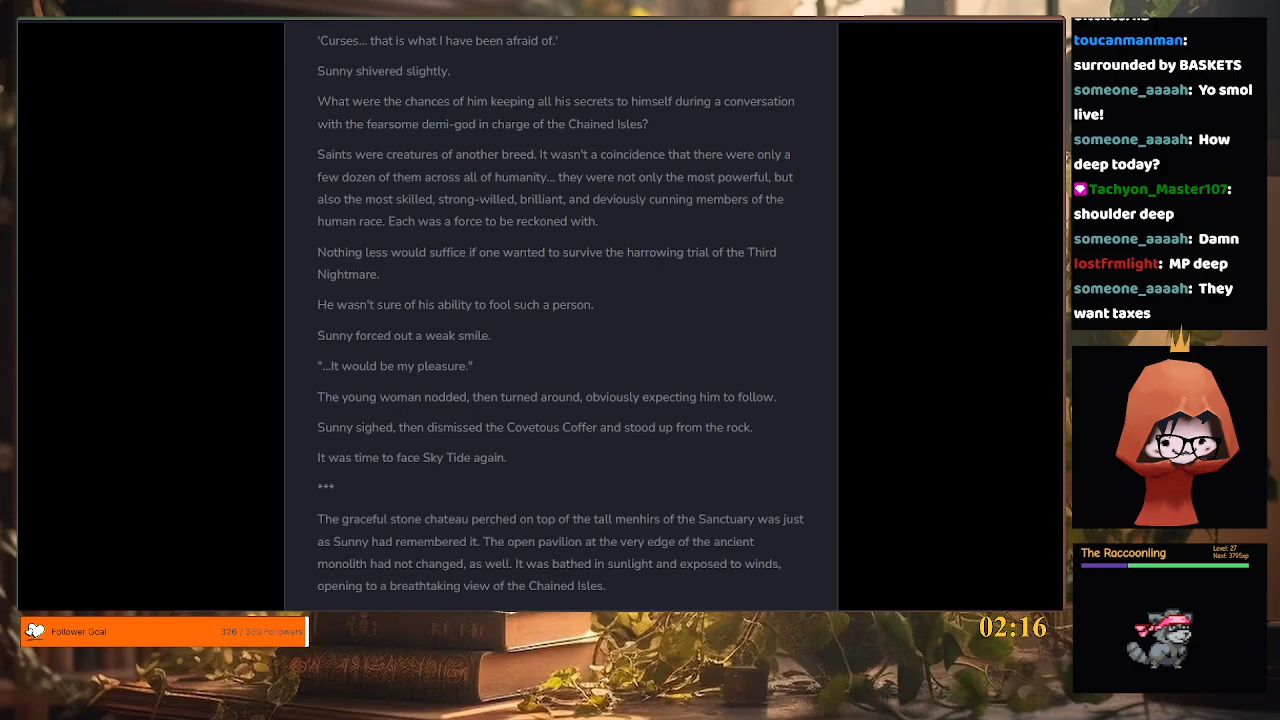 'Curses... that is what I have been afraid of.'
Sunny shivered slightly.
What were the chances of him keeping all his secrets to himself during a conversation
with the fearsome demi-god in charge of the Chained Isles?
Saints were creatures of another breed. It wasn't a coincidence that there were only a
few dozen of them across all of humanity... they were not only the most powerful, but
also the most skilled, strong-willed, brilliant, and deviously cunning members of the
human race. Each was a force to be reckoned with.
Nothing less would suffice if one wanted to survive the harrowing trial of the Third
Nightmare.
He wasn't sure of his ability to fool such a person.
Sunny forced out a weak smile.
"...It would be my pleasure."
The young woman nodded, then turned around, obviously expecting him to follow.
Sunny sighed, then dismissed the Covetous Coffer and stood up from the rock.
It was time to face Sky Tide again.
***
The graceful stone chateau perched on top of the tall menhirs of the Sanctuary was just
as Sunny had remembered it. The open pavilion at the very edge of the ancient
monolith had not changed, as well. It was bathed in sunlight and exposed to winds,
opening to a breathtaking view of the Chained Isles.
toucanmanman:
surrounded by BASKETS
someone_aaaah: Yo smol
live!
someone_aaaah: How
deep today?
Tachyon_Master107:
shoulder deep
someone_aaaah: Damn
lostfrmlight: MP deep
someone_aaaah: They
want taxes
The Raccoonling
Level: 27
Next: 3795xp
Follower Goal
326 / 330 Followers
02:16